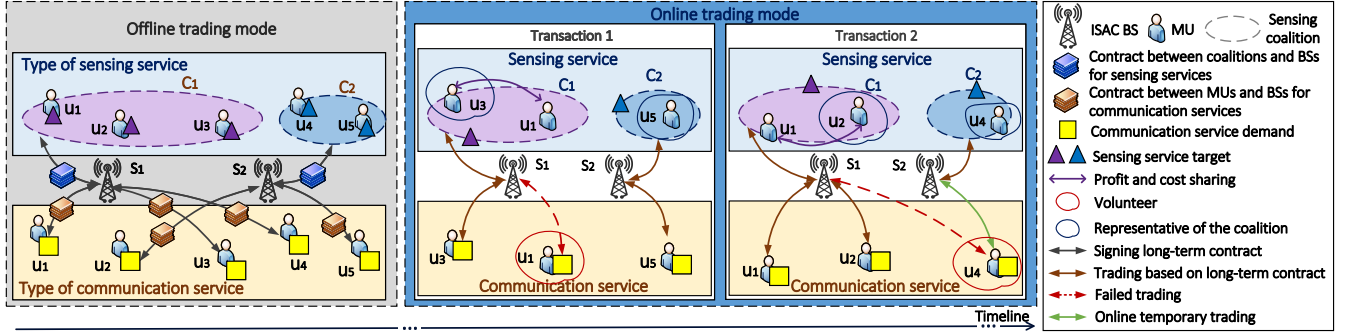 Offline trading mode
Type of sensing service
C1
C2
u1
u2
u3
u4
u5
S1
S2
u1
u2
u3
u4
u5
Type of communication service
Online trading mode
Transaction 1
Sensing service
C1
C2
u3
u1
u5
S1
S2
u3
u1
u5
Communication service
Transaction 2
Sensing service
C1
C2
u1
u2
u4
S1
S2
u1
u2
u4
Communication service
...
...
Timeline
ISAC BS
MU
Sensing
coalition
Contract between coalitions and BSs
for sensing services
Contract between MUs and BSs for
communication services
Communication service demand
Sensing service target
Profit and cost sharing
Volunteer
Representative of the coalition
Signing long-term contract
Trading based on long-term contract
Failed trading
Online temporary trading